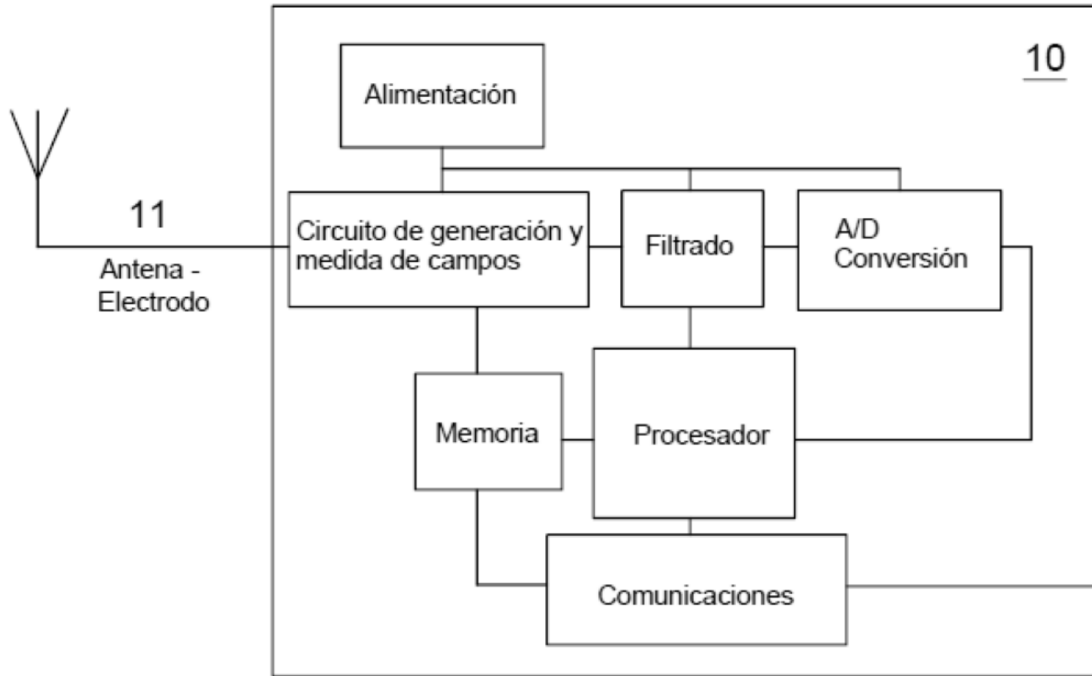 10
Alimentación
11
Antena -
Electrodo
Circuito de generación y
medida de campos
Filtrado
A/D
Conversión
Memoria
Procesador
Comunicaciones